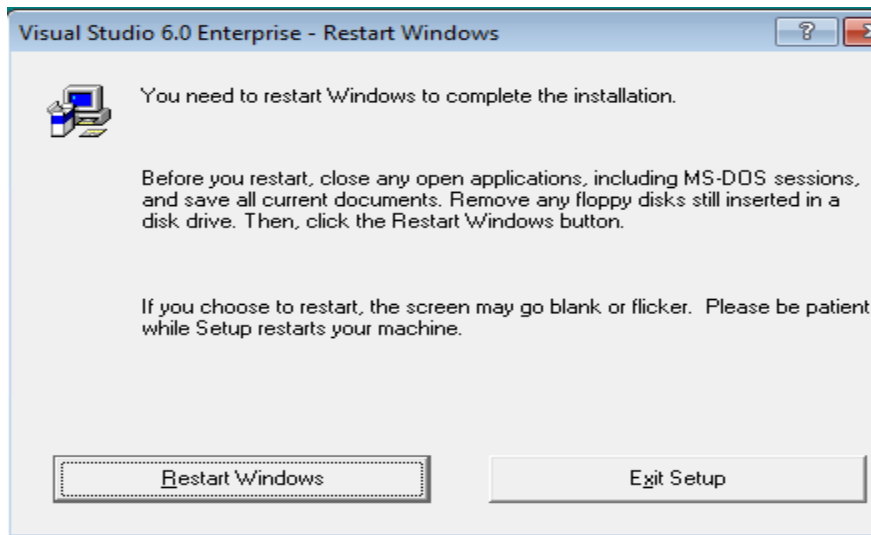 Visual Studio 6.0 Enterprise - Restart Windows
You need to restart Windows to complete the installation.
Before you restart, close any open applications, including MS-DOS sessions,
and save all current documents. Remove any floppy disks still inserted in a
disk drive. Then, click the Restart Windows button.
If you choose to restart, the screen may go blank or flicker.  Please be patient
while Setup restarts your machine.
Restart Windows
Exit Setup